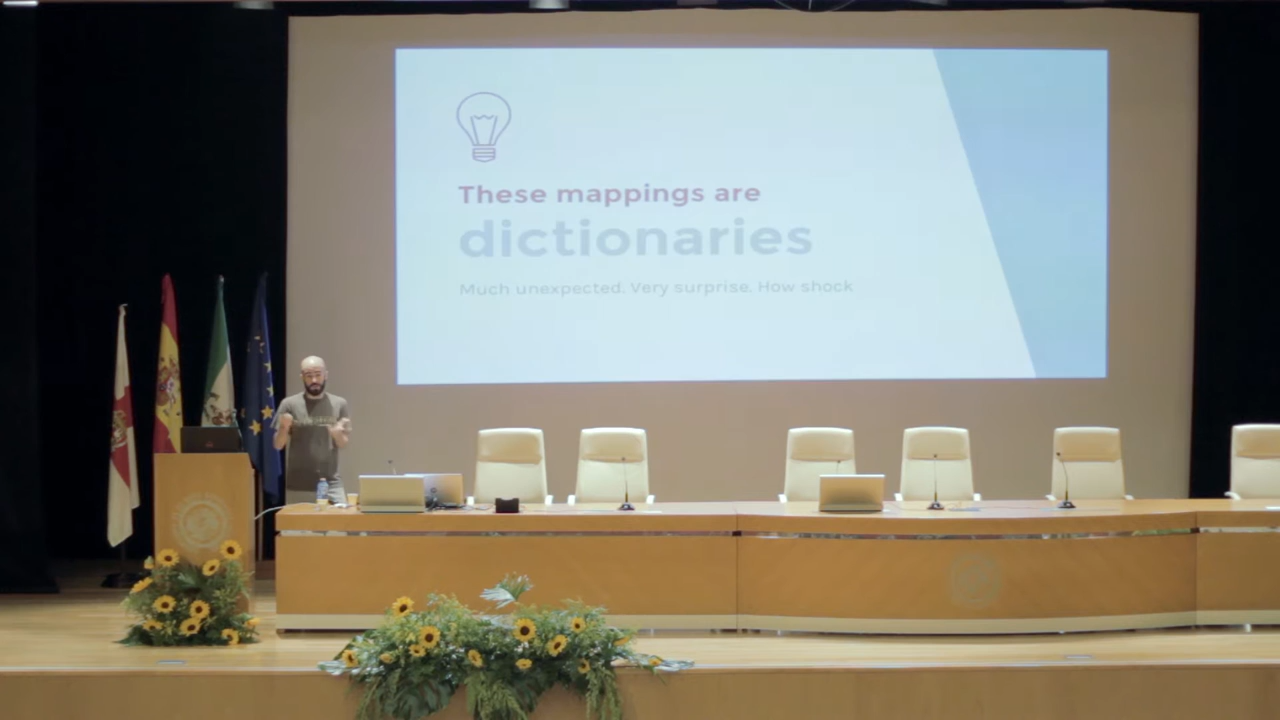 These mappings are
dictionaries
Much unexpected. Very surprise. How shock